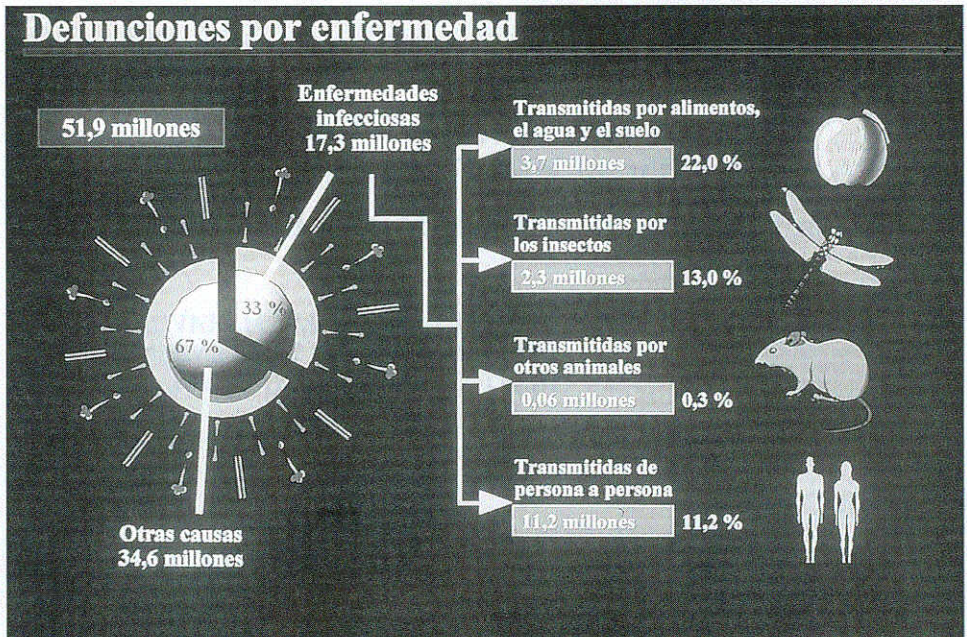 Defunciones por enfermedad
51,9 millones
Enfermedades
infecciosas
17,3 millones
33 %
67 %
Otras causas
34,6 millones
Transmitidas por alimentos,
el agua y el suelo
3,7 millones 22,0 %
Transmitidas por
los insectos
2,3 millones 13,0 %
Transmitidas por
otros animales
0,06 millones 0,3 %
Transmitidas de
persona a persona
11,2 millones 11,2 %